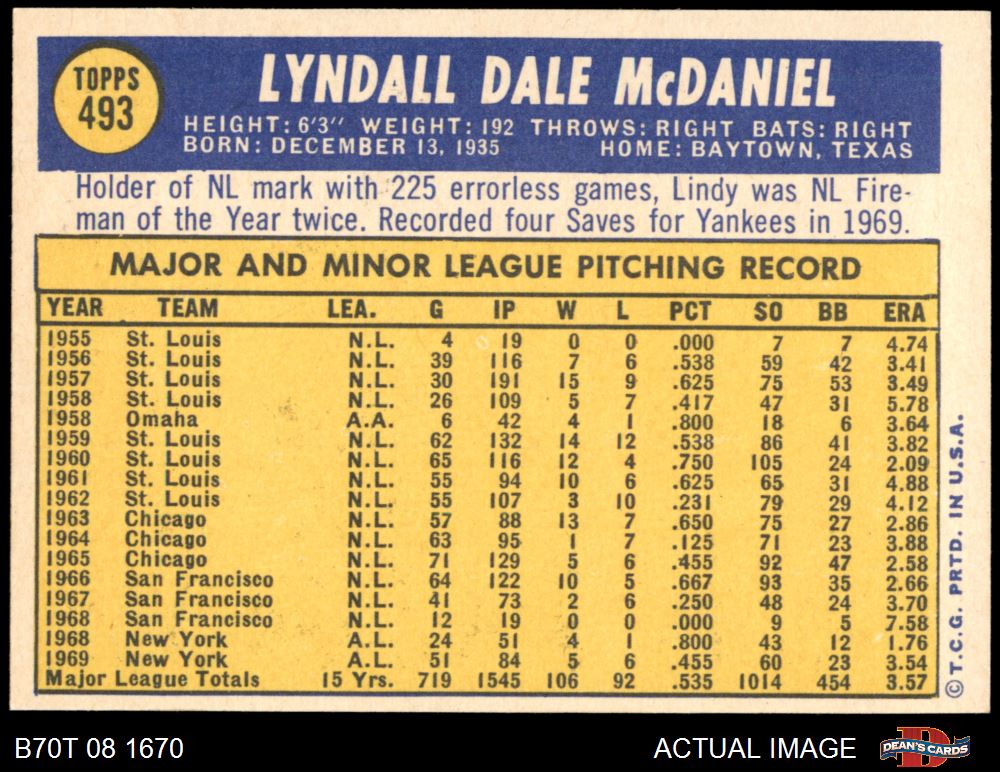 TOPPS
493
LYNDALL DALE McDANIEL
HEIGHT: 6'3" WEIGHT: 192 THROWS: RIGHT BATS: RIGHT
BORN: DECEMBER 13, 1935 HOME: BAYTOWN, TEXAS
Holder of NL mark with 225 errorless games, Lindy was NL Fire-
man of the Year twice. Recorded four Saves for Yankees in 1969.
MAJOR AND MINOR LEAGUE PITCHING RECORD
YEAR TEAM LEA. G IP W L PCT SO BB ERA
1955 St. Louis N.L. 4 19 0 0 .000 7 7 4.74
1956 St. Louis N.L. 39 116 7 6 .538 59 42 3.41
1957 St. Louis N.L. 30 191 15 9 .625 75 53 3.49
1958 St. Louis N.L. 26 109 5 7 .417 47 31 5.78
1958 Omaha A.A. 6 42 4 1 .800 18 6 3.64
1959 St. Louis N.L. 62 132 14 12 .538 86 41 3.82
1960 St. Louis N.L. 65 116 12 4 .750 105 24 2.09
1961 St. Louis N.L. 55 94 10 6 .625 65 31 4.88
1962 St. Louis N.L. 55 107 3 10 .231 79 29 4.12
1963 Chicago N.L. 57 88 13 7 .650 75 27 2.86
1964 Chicago N.L. 63 95 1 7 .125 71 23 3.88
1965 Chicago N.L. 71 129 5 6 .455 92 47 2.58
1966 San Francisco N.L. 64 122 10 5 .667 93 35 2.66
1967 San Francisco N.L. 41 73 2 6 .250 48 24 3.70
1968 San Francisco N.L. 12 19 0 0 .000 9 5 7.58
1968 New York A.L. 24 51 4 1 .800 43 12 1.76
1969 New York A.L. 51 84 5 6 .455 60 23 3.54
Major League Totals 15 Yrs. 719 1545 106 92 .535 1014 454 3.57
© T.C.G. PRTD. IN U.S.A.
B70T 08 1670
ACTUAL IMAGE
DEAN'S CARDS